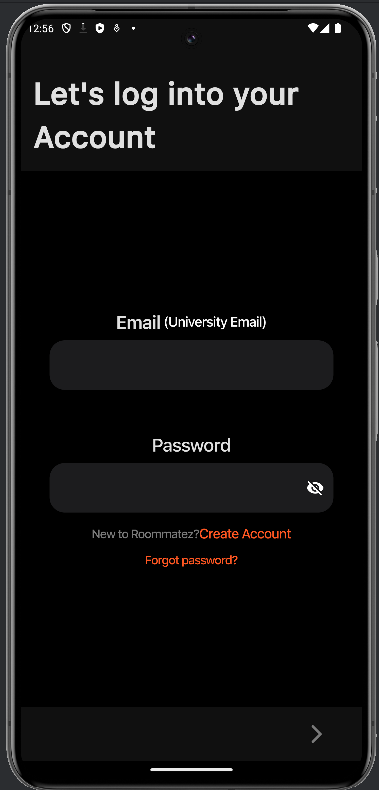 12:56
Let's log into your
Account
Email (University Email)
Password
New to Roommatez?Create Account
Forgot password?